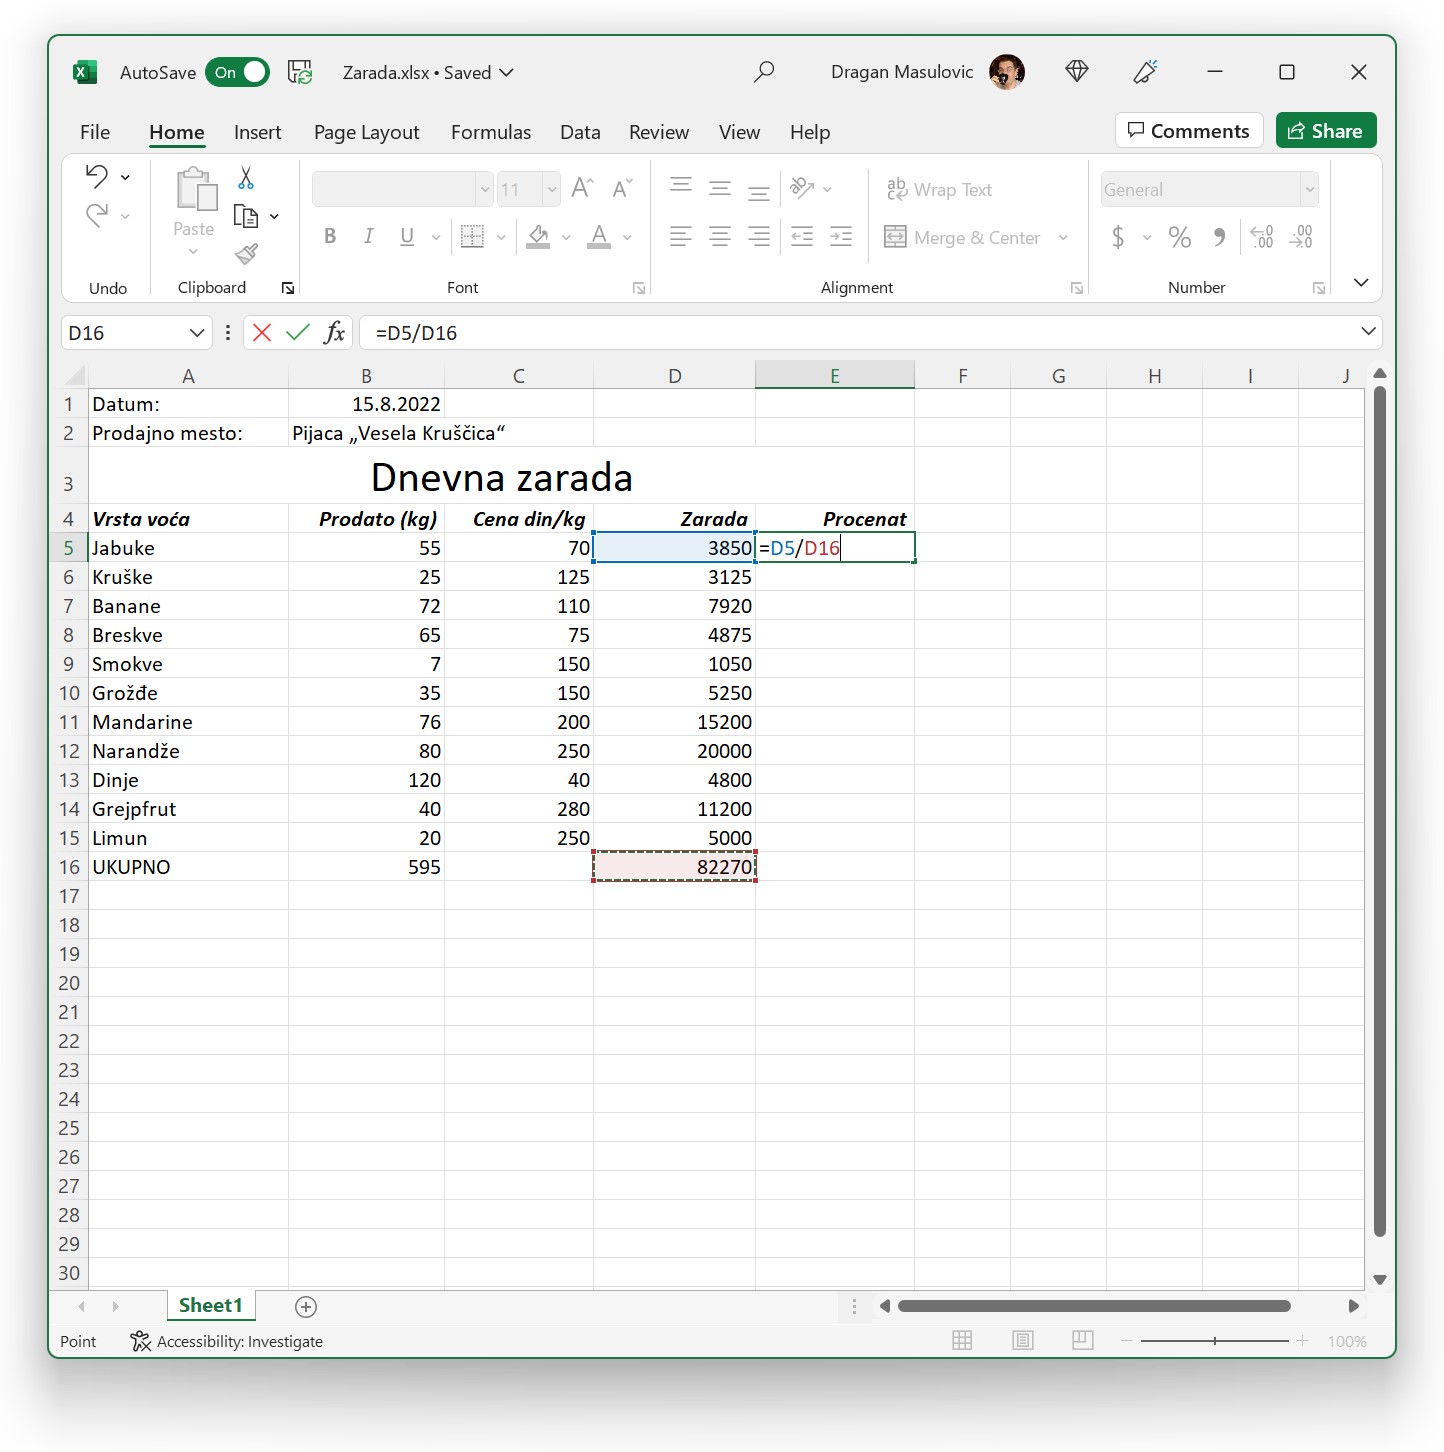 AutoSave On Zarada.xlsx • Saved Dragan Masulovic
File Home Insert Page Layout Formulas Data Review View Help Comments Share
Paste
11
B I U A
ab Wrap Text
Merge & Center
General
$ % 9 .00 .00
Undo Clipboard Font Alignment Number
D16 fx =D5/D16
A B C D E F G H I J
1 Datum: 15.8.2022
2 Prodajno mesto: Pijaca „Vesela Kruščica“
3 Dnevna zarada
4 Vrsta voća Prodato (kg) Cena din/kg Zarada Procenat
5 Jabuke 55 70 3850 =D5/D16
6 Kruške 25 125 3125
7 Banane 72 110 7920
8 Breskve 65 75 4875
9 Smokve 7 150 1050
10 Grožđe 35 150 5250
11 Mandarine 76 200 15200
12 Narandže 80 250 20000
13 Dinje 120 40 4800
14 Grejpfrut 40 280 11200
15 Limun 20 250 5000
16 UKUPNO 595 82270
17
18
19
20
21
22
23
24
25
26
27
28
29
30
Sheet1
Point Accessibility: Investigate 100%